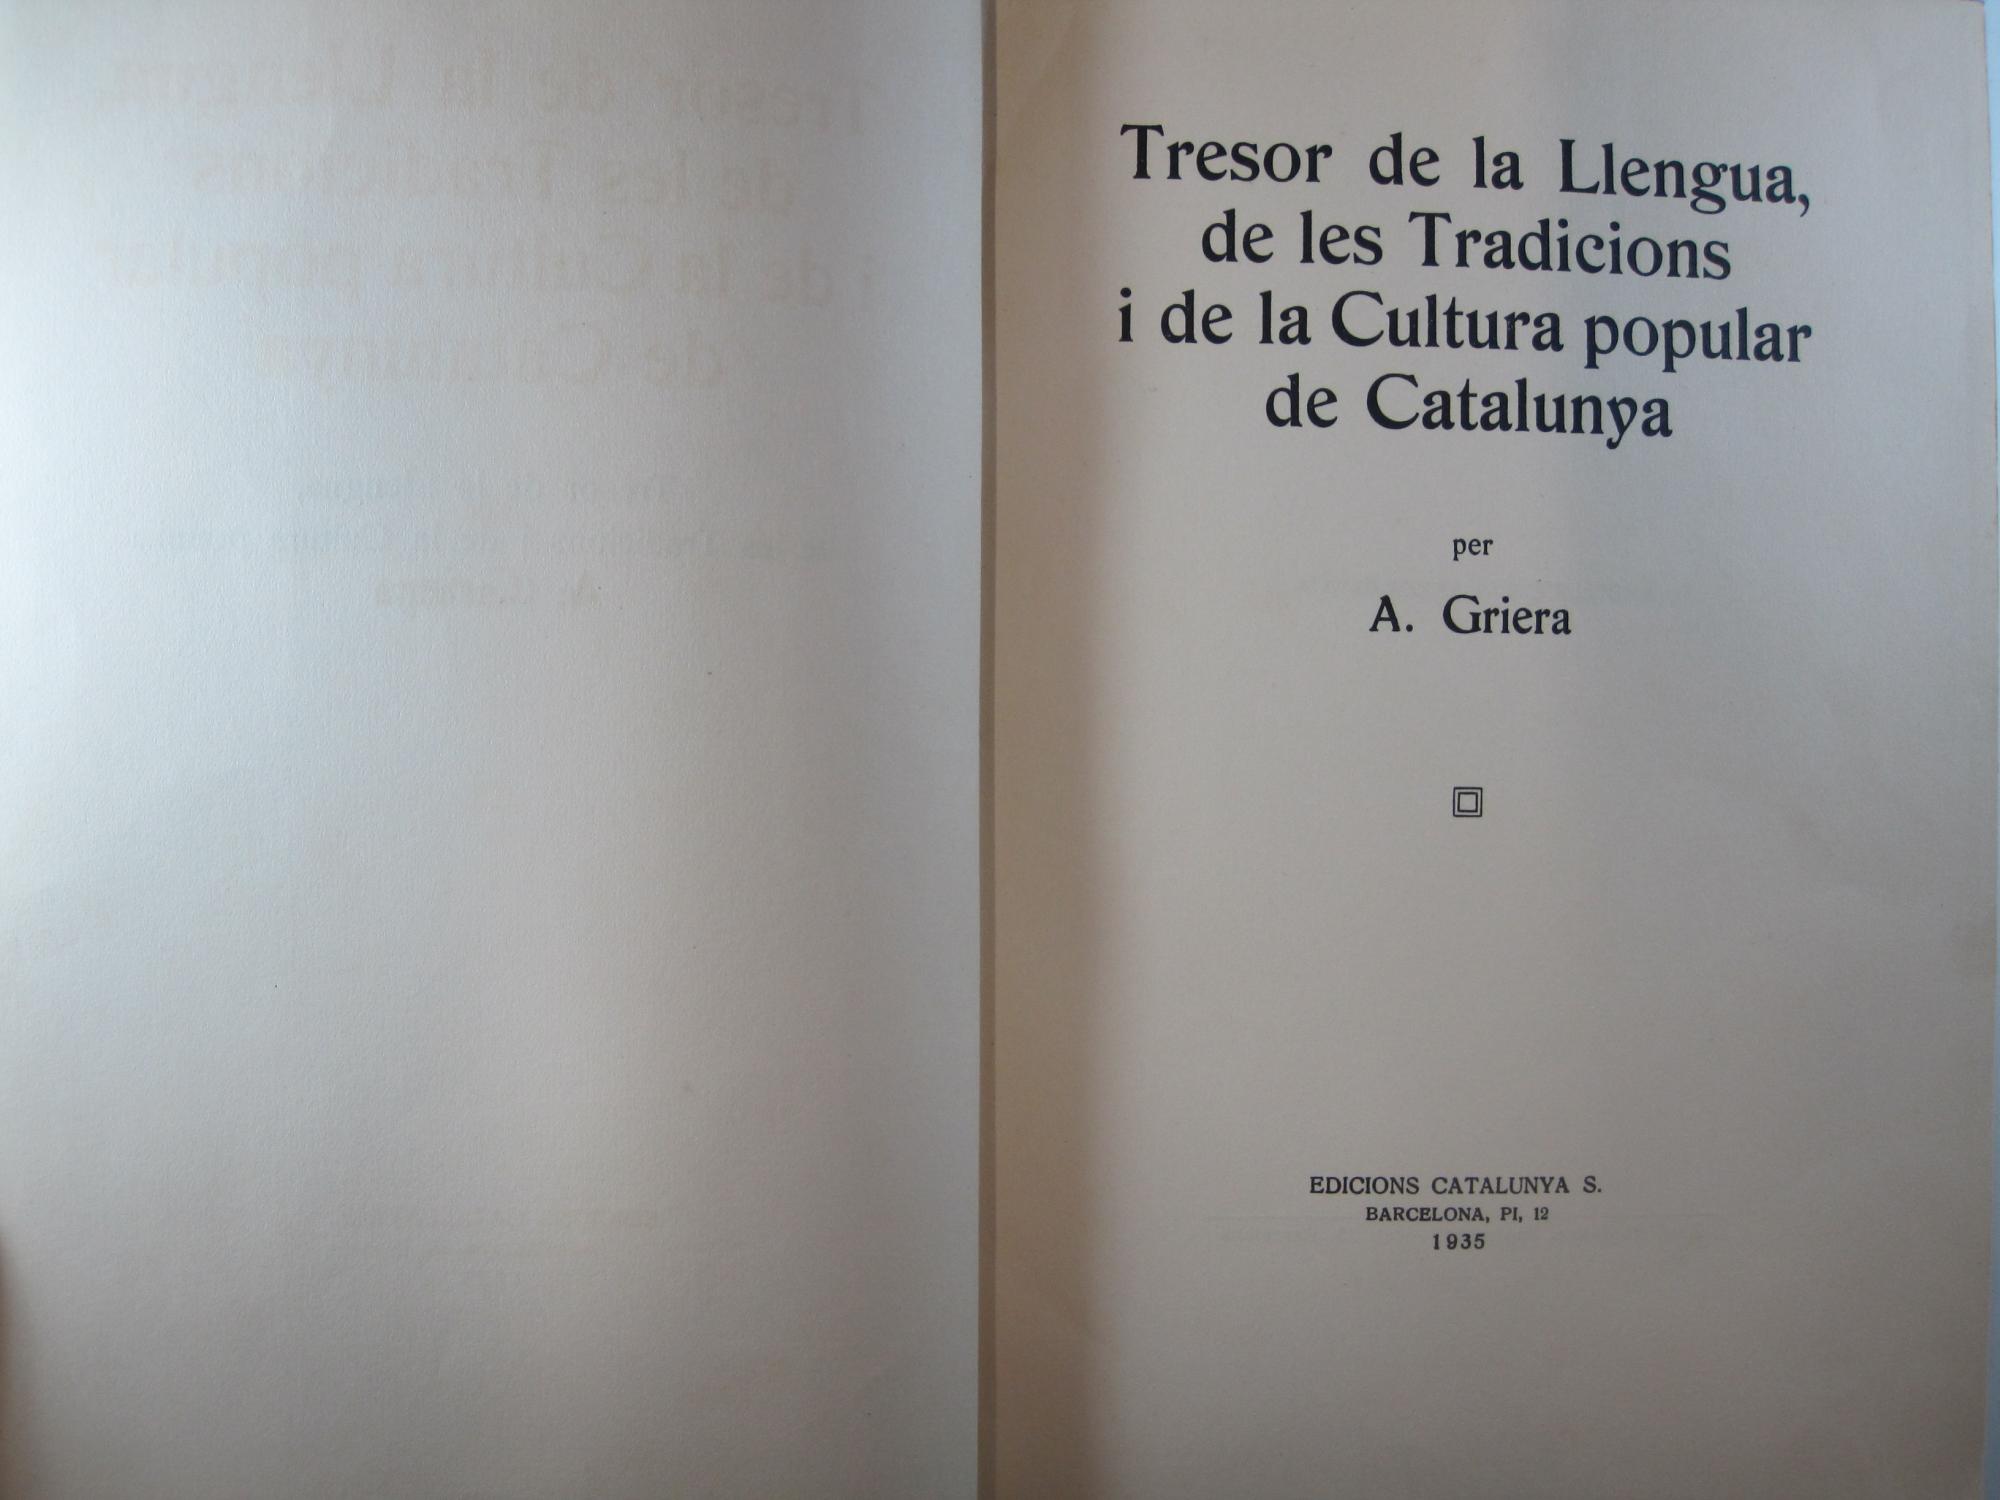 Tresor de la Llengua,
de les Tradicions
i de la Cultura popular
de Catalunya
per
A. Griera
EDICIONS CATALUNYA S.
BARCELONA, PI, 12
1935